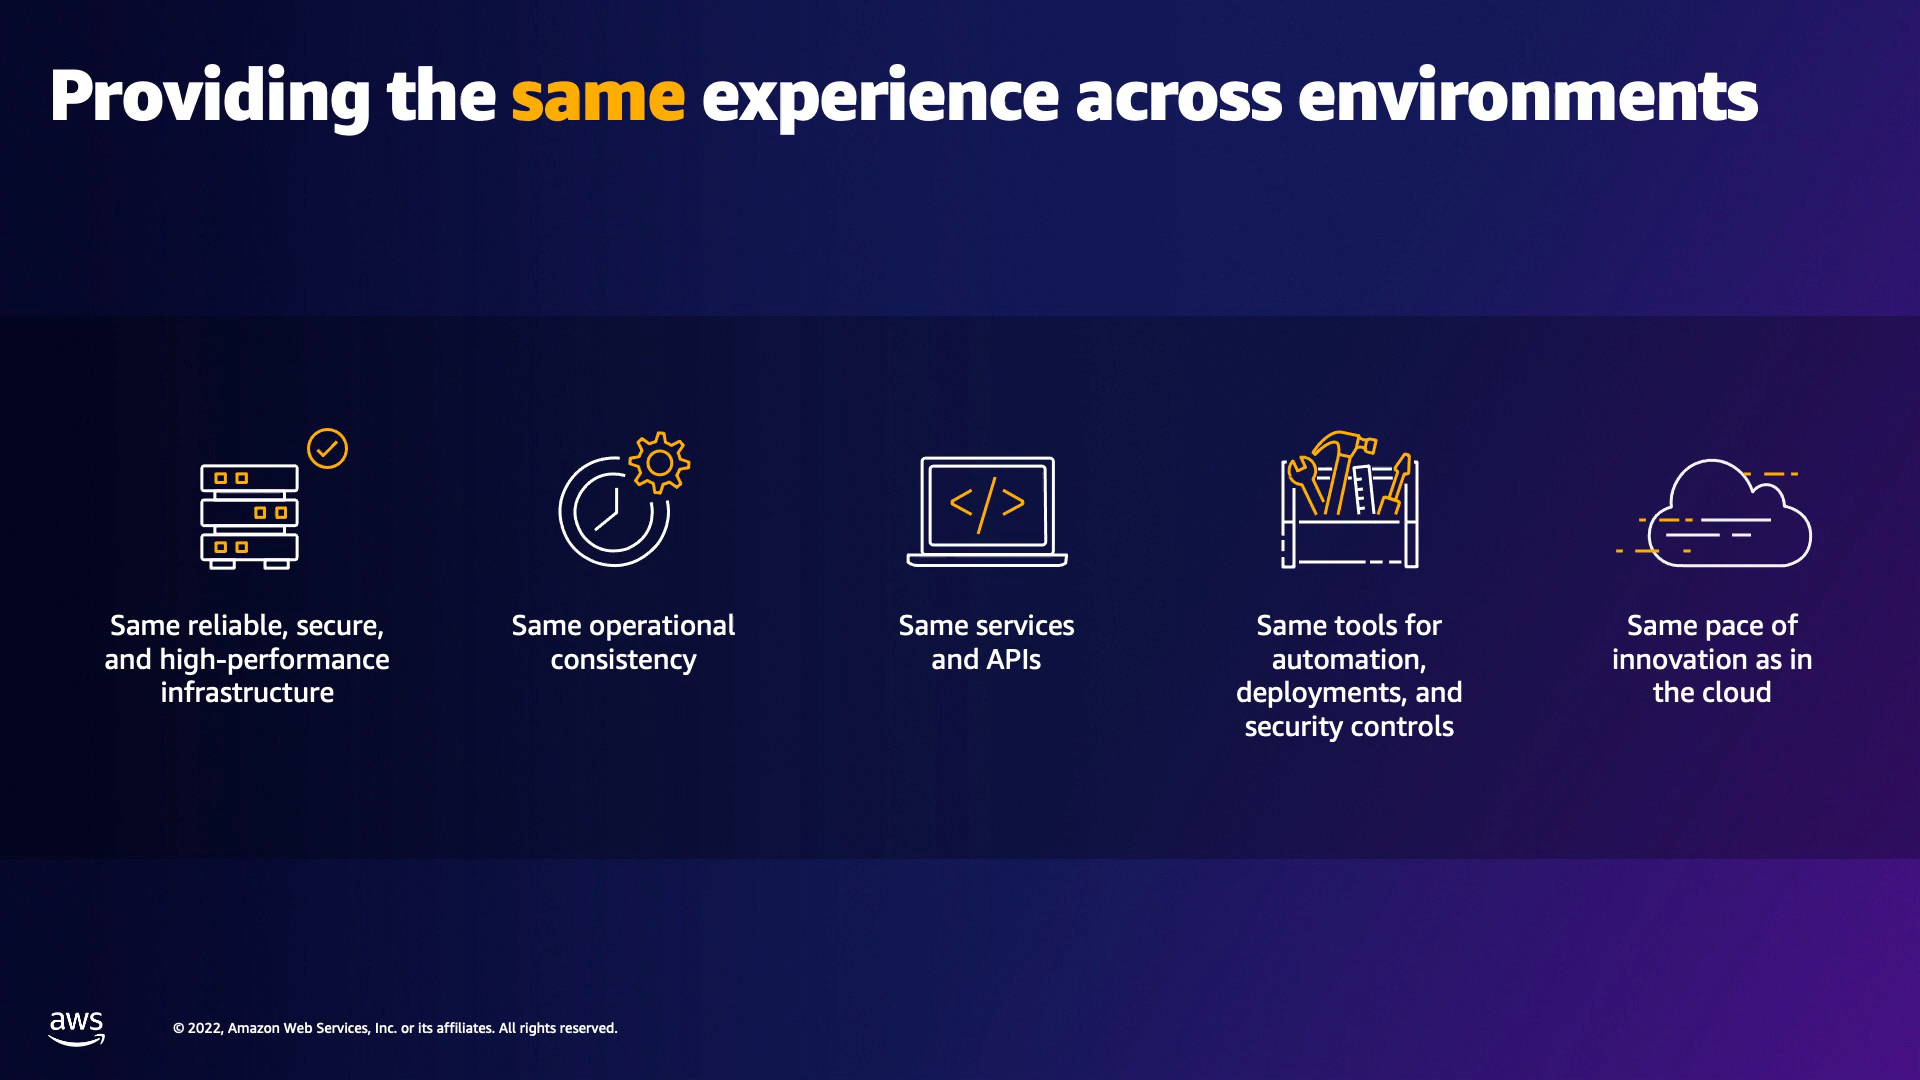 Providing the same experience across environments
Same reliable, secure,
and high-performance
infrastructure
Same operational
consistency
</>
Same services
and APIs
Same tools for
automation,
deployments, and
security controls
Same pace of
innovation as in
the cloud
aws
© 2022, Amazon Web Services, Inc. or its affiliates. All rights reserved.